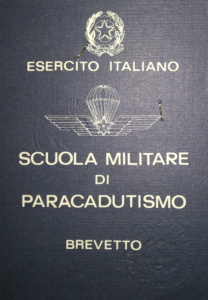 ESERCITO ITALIANO
SCUOLA MILITARE
DI
PARACADUTISMO
BREVETTO